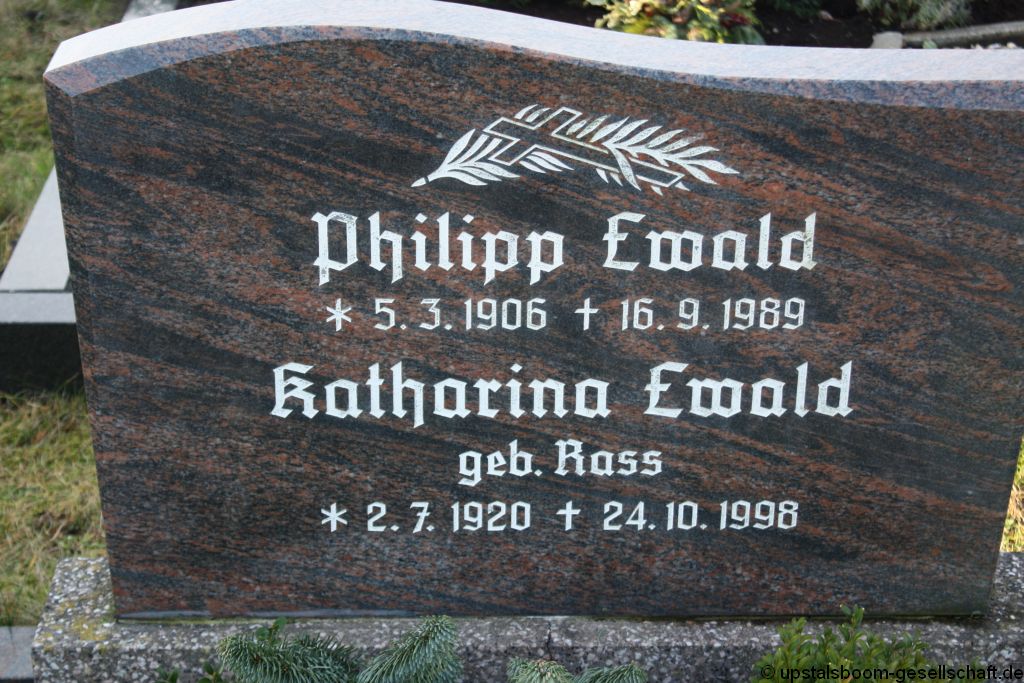 Philipp Ewald
* 5. 3. 1906 † 16. 9. 1989
Katharina Ewald
geb. Rass
* 2. 7. 1920 † 24. 10. 1998
© upstalsboom-gesellschaft.de